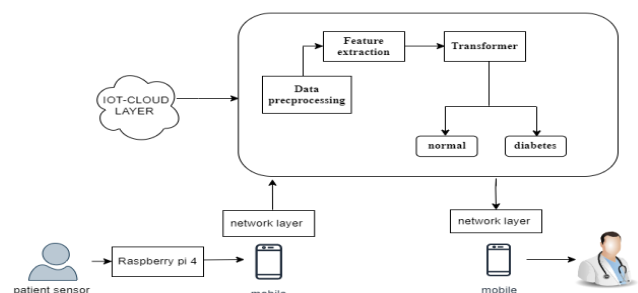 Feature
extraction
Transformer
Data
precprocessing
IOT-CLOUD
LAYER
normal
diabetes
network layer
network layer
Raspberry pi 4
patient sensor
mobile
mobile